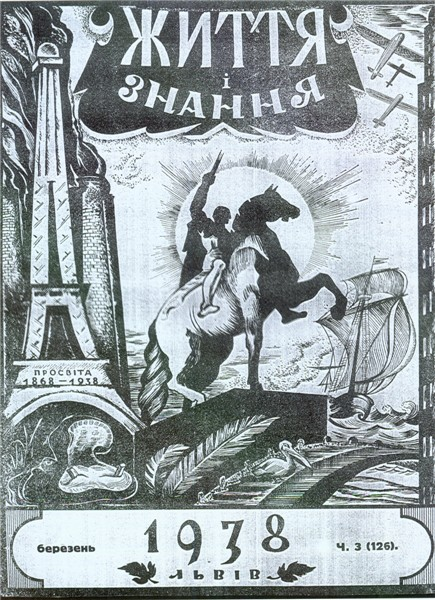 ЖИТТЯ
і
ЗНАННЯ
ПРОСВІТА
1868–1938
березень
1938
Ч. 3 (126).
ЛЬВІВ